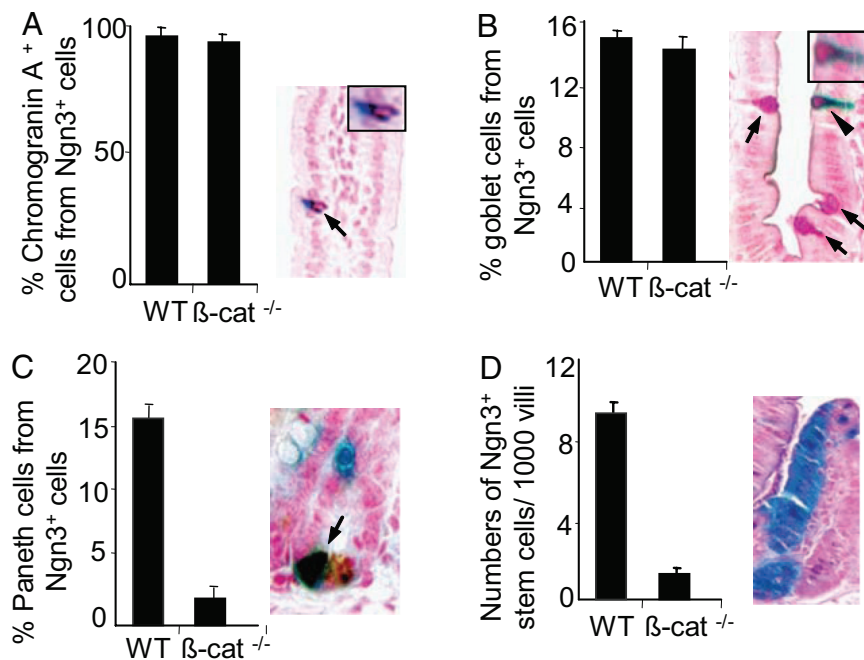 A
% Chromogranin A +
cells from Ngn3+ cells
100
50
0
WT ß-cat -/-
B
% goblet cells from
Ngn3+ cells
16
12
8
4
0
WT ß-cat -/-
C
% Paneth cells from
Ngn3+ cells
20
15
10
5
0
WT ß-cat -/-
D
Numbers of Ngn3+
stem cells/ 1000 villi
12
8
4
0
WT ß-cat -/-